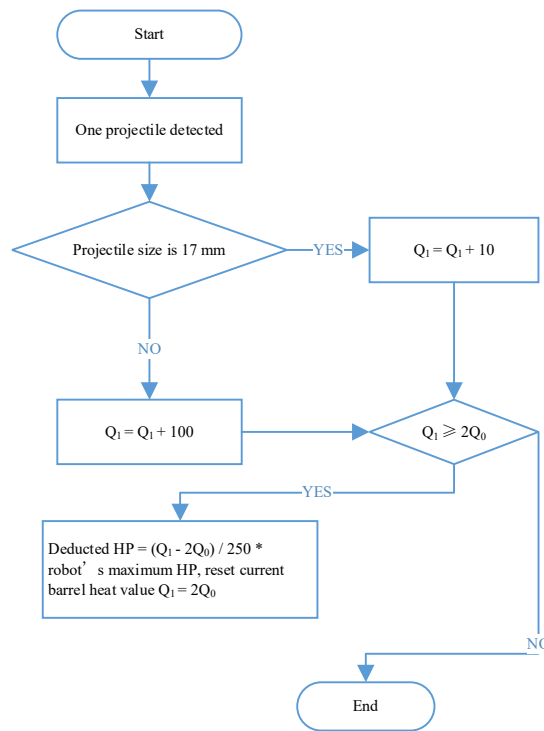 Start
One projectile detected
Projectile size is 17 mm
YES
Q₁ = Q₁ + 10
NO
Q₁ = Q₁ + 100
Q₁ ⩾ 2Q₀
YES
Deducted HP = (Q₁ - 2Q₀) / 250 *
robot’s maximum HP, reset current
barrel heat value Q₁ = 2Q₀
NO
End